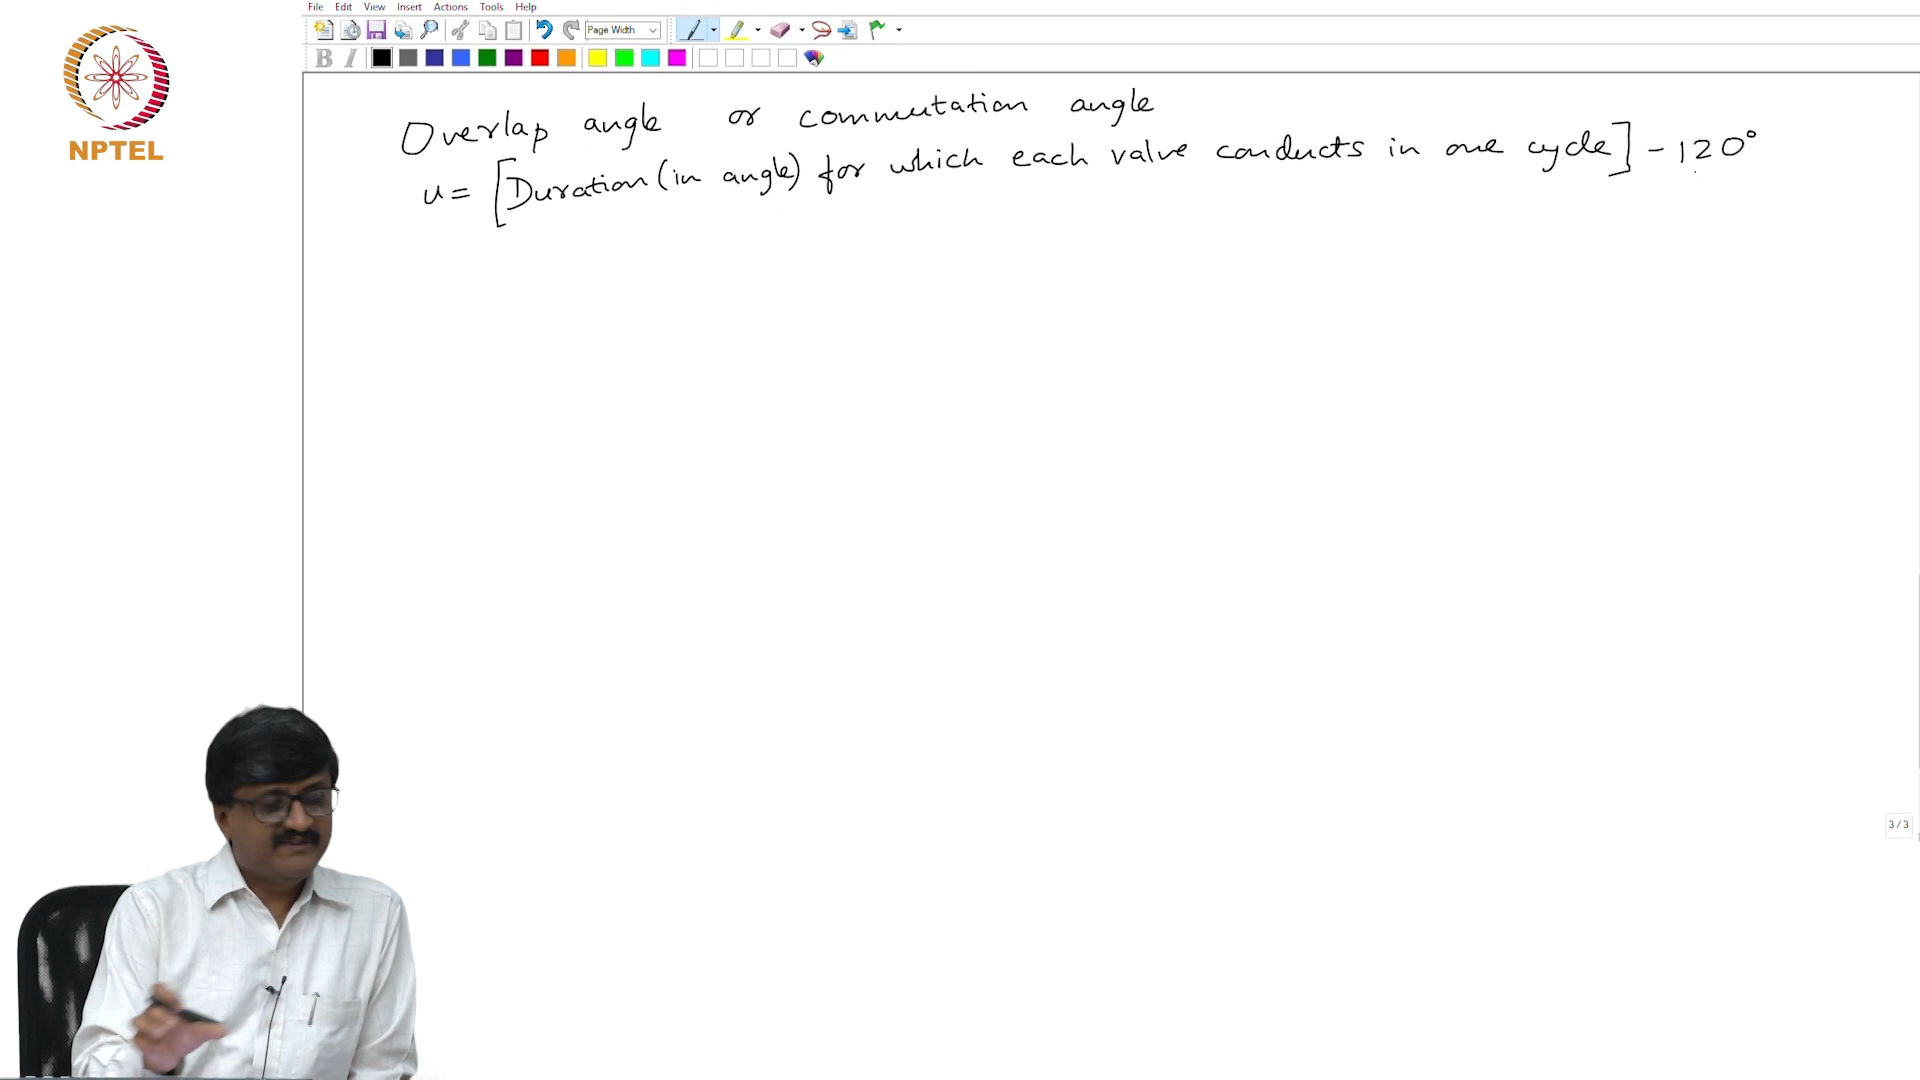 NPTEL
File Edit View Insert Actions Tools Help
Page Width
B I
Overlap angle or commutation angle
u = [Duration (in angle) for which each valve conducts in one cycle] - 120°
3 / 3